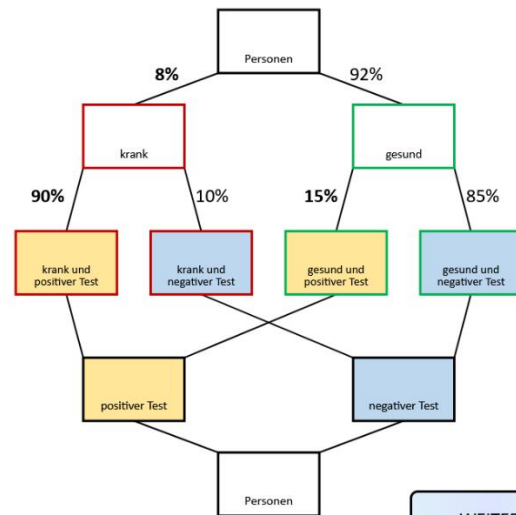 Personen
8%
92%
krank
gesund
90%
10%
15%
85%
krank und
positiver Test
krank und
negativer Test
gesund und
positiver Test
gesund und
negativer Test
positiver Test
negativer Test
Personen